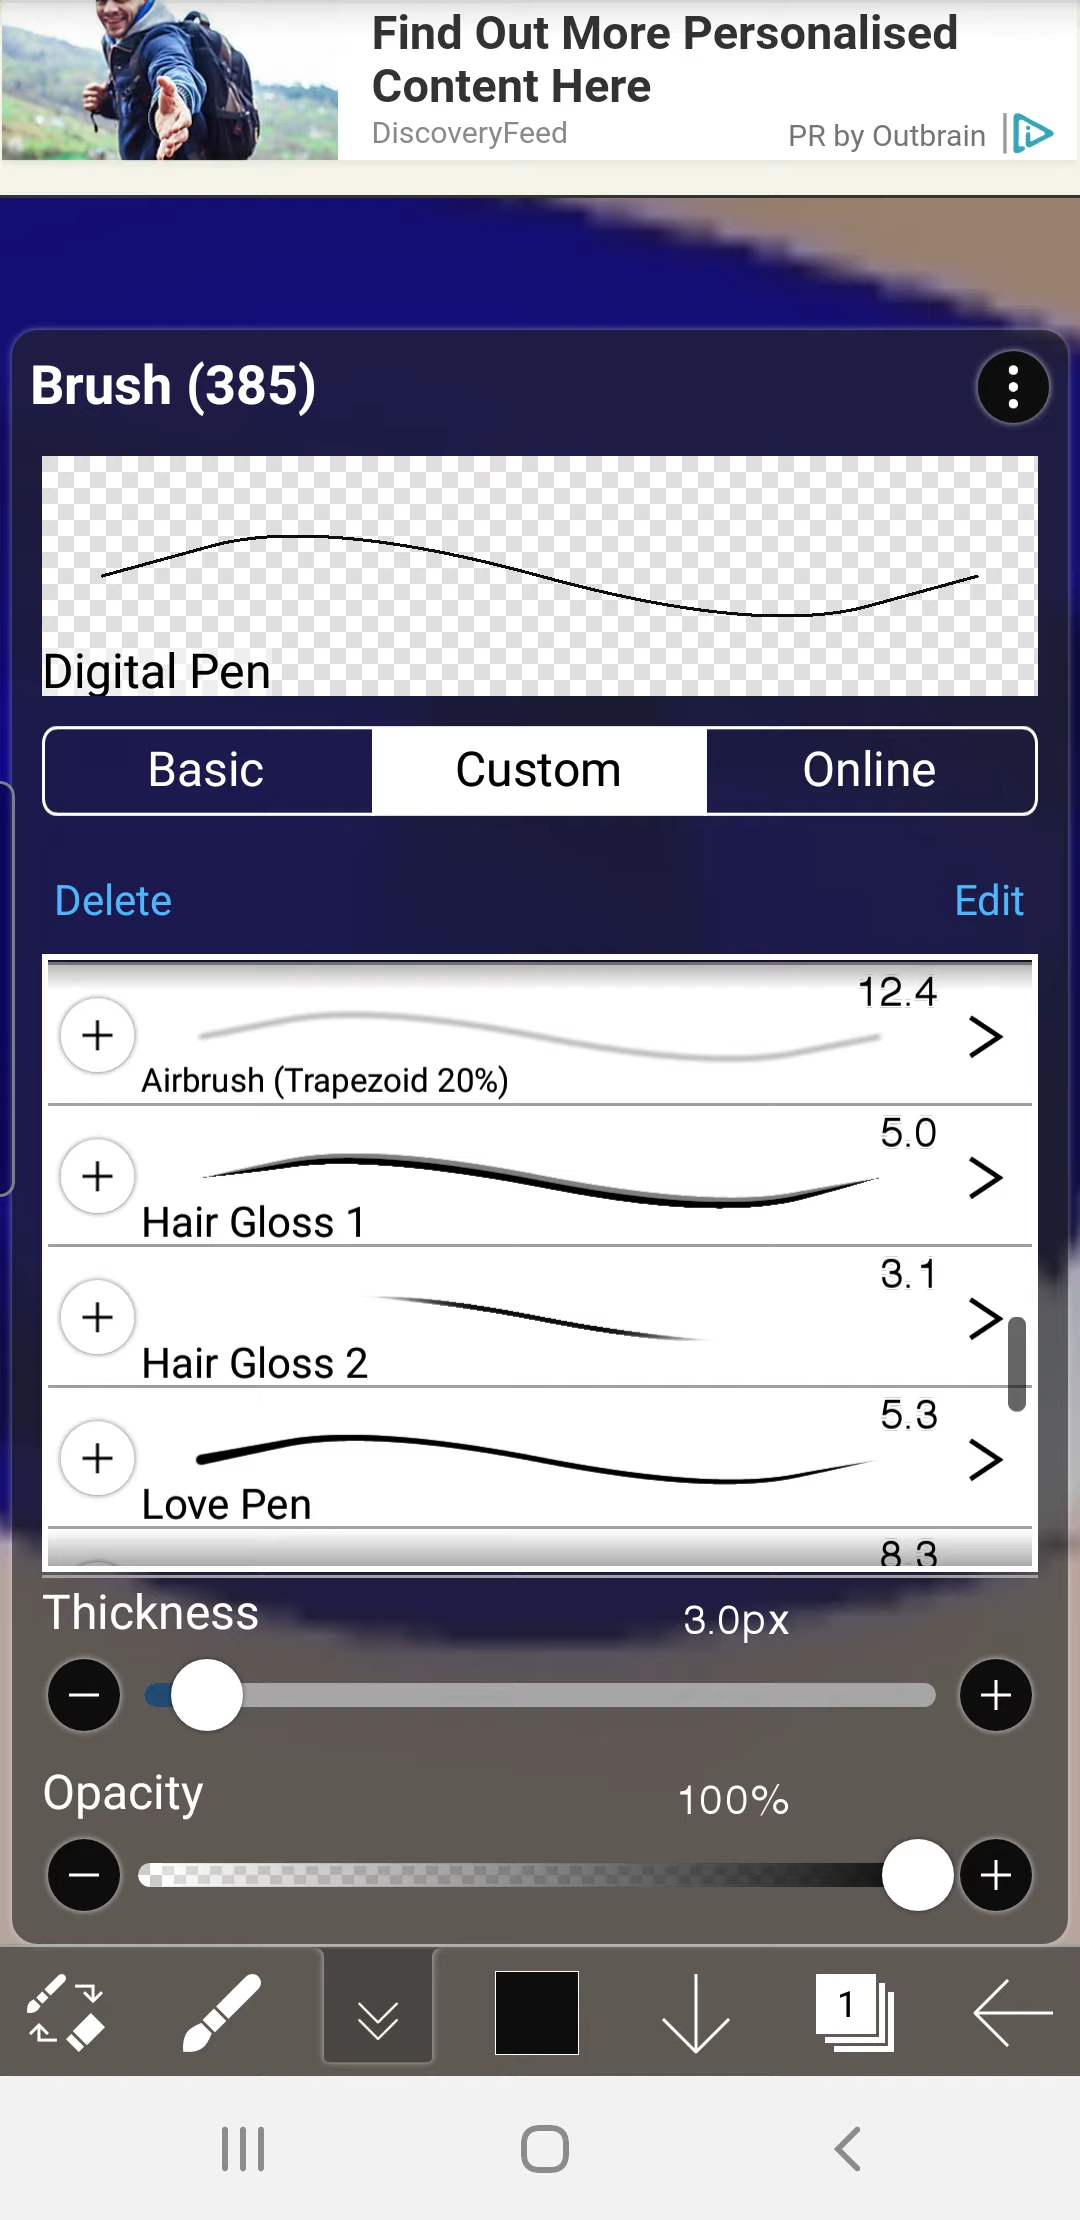 Find Out More Personalised
Content Here
DiscoveryFeed
PR by Outbrain
Brush (385)
Digital Pen
Basic
Custom
Online
Delete
Edit
12.4
Airbrush (Trapezoid 20%)
5.0
Hair Gloss 1
3.1
Hair Gloss 2
5.3
Love Pen
8.3
Thickness
3.0px
Opacity
100%
1